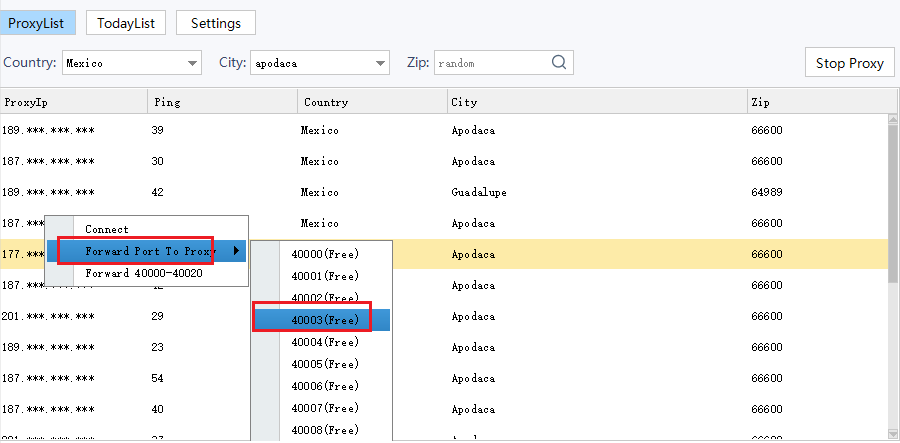 ProxyList TodayList Settings
Country: Mexico City: apodaca Zip: random Stop Proxy
ProxyIp Ping Country City Zip
189.***.***.*** 39 Mexico Apodaca 66600
187.***.***.*** 30 Mexico Apodaca 66600
189.***.***.*** 42 Mexico Guadalupe 64989
187.*** Mexico Apodaca 66600
Connect
177.*** Apodaca 66600
Forward Port To Proxy
40000(Free)
Forward 40000-40020
40001(Free)
187.***.***.*** 42 Apodaca 66600
40002(Free)
201.***.***.*** 29 Apodaca 66600
40003(Free)
189.***.***.*** 23 40004(Free) Apodaca 66600
40005(Free)
187.***.***.*** 54 Apodaca 66600
40006(Free)
187.***.***.*** 40 40007(Free) Apodaca 66600
40008(Free)
201.***.***.*** 37 Apodaca 66600